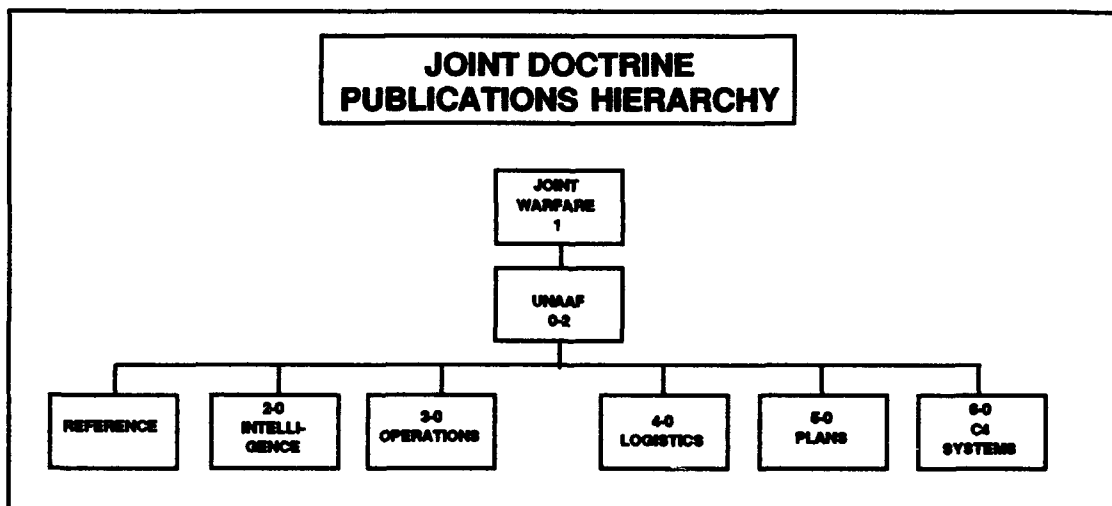 JOINT DOCTRINE
PUBLICATIONS HIERARCHY
JOINT
WARFARE
1
UNAAF
0-2
REFERENCE
2-0
INTELLI-
GENCE
3-0
OPERATIONS
4-0
LOGISTICS
5-0
PLANS
6-0
C4
SYSTEMS